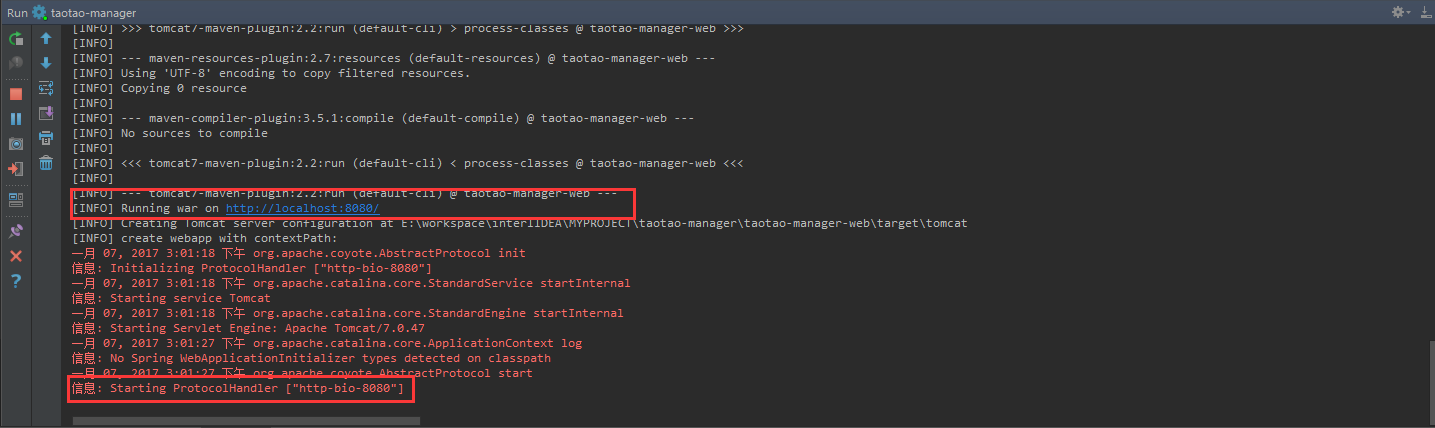 Run taotao-manager
[INFO] >>> tomcat7-maven-plugin:2.2:run (default-cli) > process-classes @ taotao-manager-web >>>
[INFO]
[INFO] --- maven-resources-plugin:2.7:resources (default-resources) @ taotao-manager-web ---
[INFO] Using 'UTF-8' encoding to copy filtered resources.
[INFO] Copying 0 resource
[INFO]
[INFO] --- maven-compiler-plugin:3.5.1:compile (default-compile) @ taotao-manager-web ---
[INFO] No sources to compile
[INFO]
[INFO] <<< tomcat7-maven-plugin:2.2:run (default-cli) < process-classes @ taotao-manager-web <<<
[INFO]
[INFO] --- tomcat7-maven-plugin:2.2:run (default-cli) @ taotao-manager-web ---
[INFO] Running war on http://localhost:8080/
[INFO] Creating Tomcat server configuration at E:\workspace\interlIDEA\MYPROJECT\taotao-manager\taotao-manager-web\target\tomcat
[INFO] create webapp with contextPath:
一月 07, 2017 3:01:18 下午 org.apache.coyote.AbstractProtocol init
信息: Initializing ProtocolHandler ["http-bio-8080"]
一月 07, 2017 3:01:18 下午 org.apache.catalina.core.StandardService startInternal
信息: Starting service Tomcat
一月 07, 2017 3:01:18 下午 org.apache.catalina.core.StandardEngine startInternal
信息: Starting Servlet Engine: Apache Tomcat/7.0.47
一月 07, 2017 3:01:27 下午 org.apache.catalina.core.ApplicationContext log
信息: No Spring WebApplicationInitializer types detected on classpath
一月 07, 2017 3:01:27 下午 org.apache.coyote.AbstractProtocol start
信息: Starting ProtocolHandler ["http-bio-8080"]